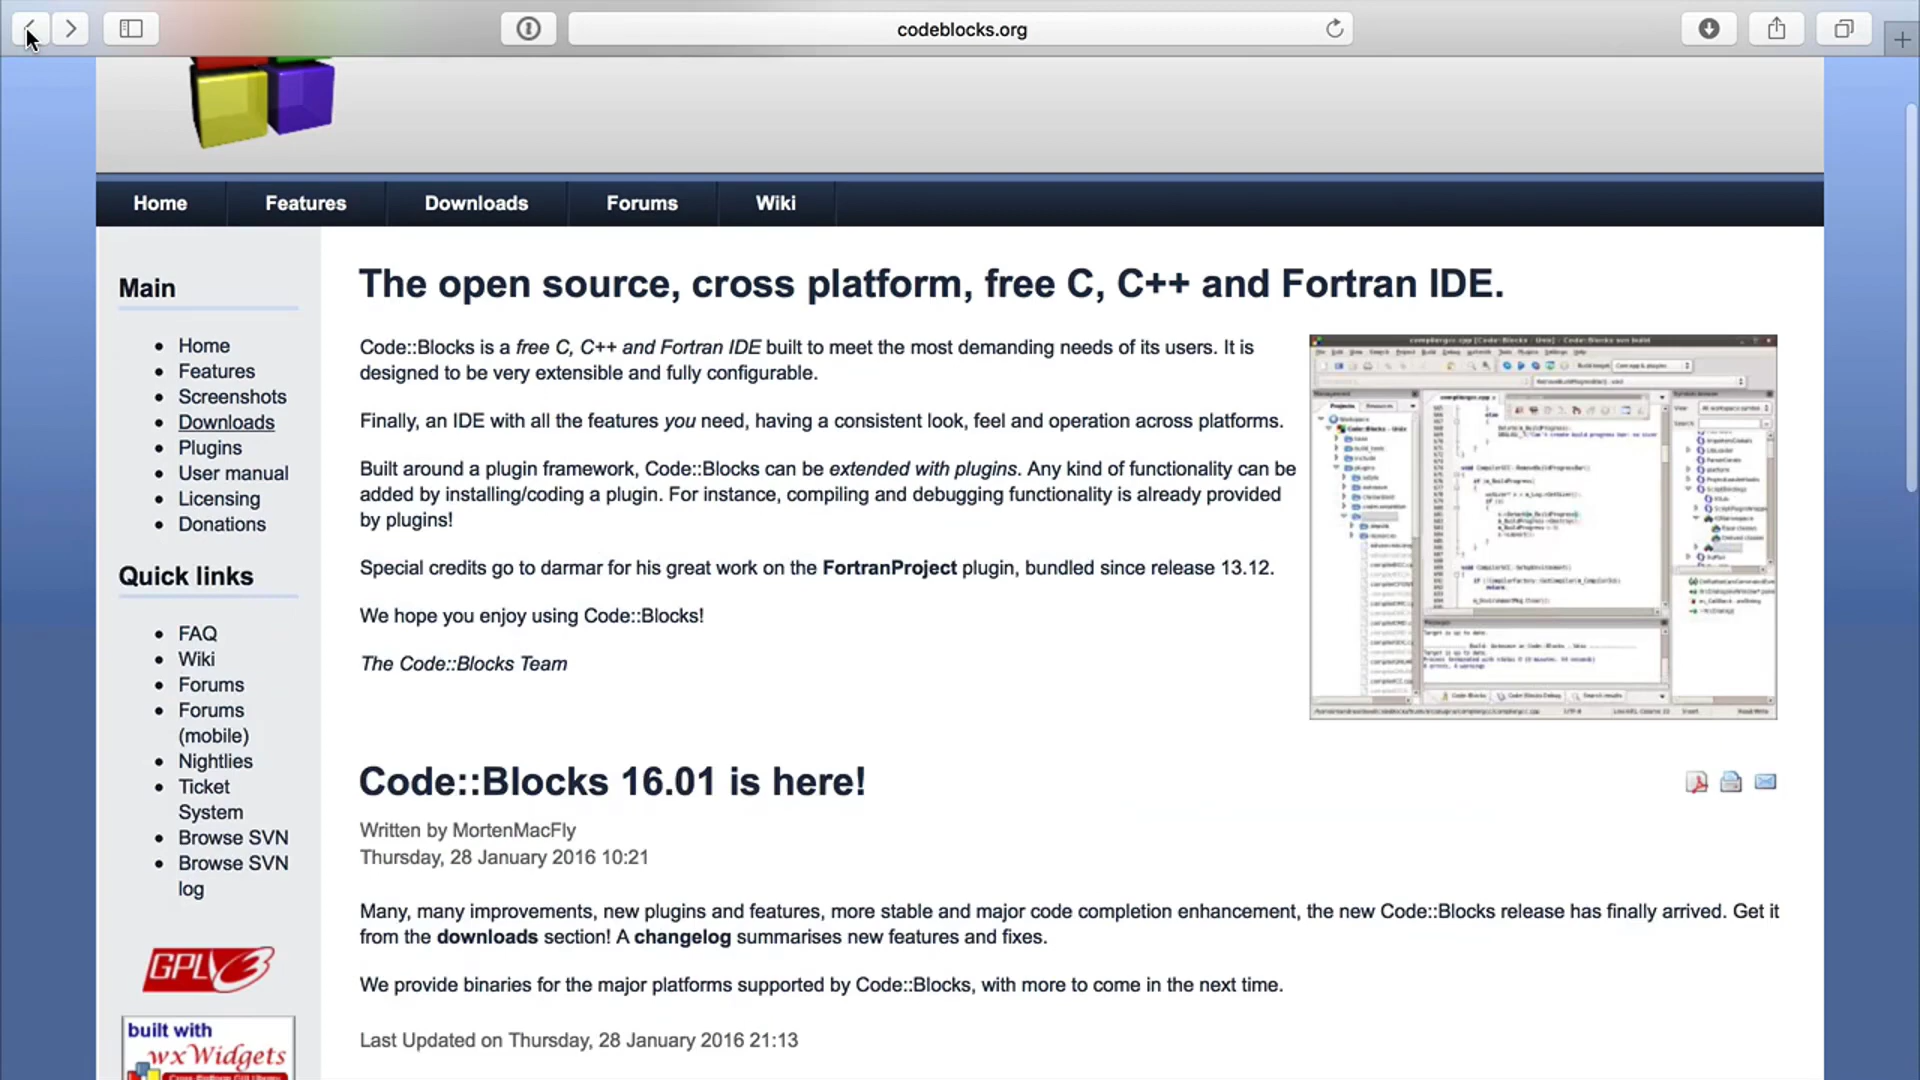 codeblocks.org
Home Features Downloads Forums Wiki
Main
Home
Features
Screenshots
Downloads
Plugins
User manual
Licensing
Donations
Quick links
FAQ
Wiki
Forums
Forums
(mobile)
Nightlies
Ticket
System
Browse SVN
Browse SVN
log
GPLv3
built with
wxWidgets
The open source, cross platform, free C, C++ and Fortran IDE.
Code::Blocks is a free C, C++ and Fortran IDE built to meet the most demanding needs of its users. It is
designed to be very extensible and fully configurable.
Finally, an IDE with all the features you need, having a consistent look, feel and operation across platforms.
Built around a plugin framework, Code::Blocks can be extended with plugins. Any kind of functionality can be
added by installing/coding a plugin. For instance, compiling and debugging functionality is already provided
by plugins!
Special credits go to darmar for his great work on the FortranProject plugin, bundled since release 13.12.
We hope you enjoy using Code::Blocks!
The Code::Blocks Team
Code::Blocks 16.01 is here!
Written by MortenMacFly
Thursday, 28 January 2016 10:21
Many, many improvements, new plugins and features, more stable and major code completion enhancement, the new Code::Blocks release has finally arrived. Get it
from the downloads section! A changelog summarises new features and fixes.
We provide binaries for the major platforms supported by Code::Blocks, with more to come in the next time.
Last Updated on Thursday, 28 January 2016 21:13